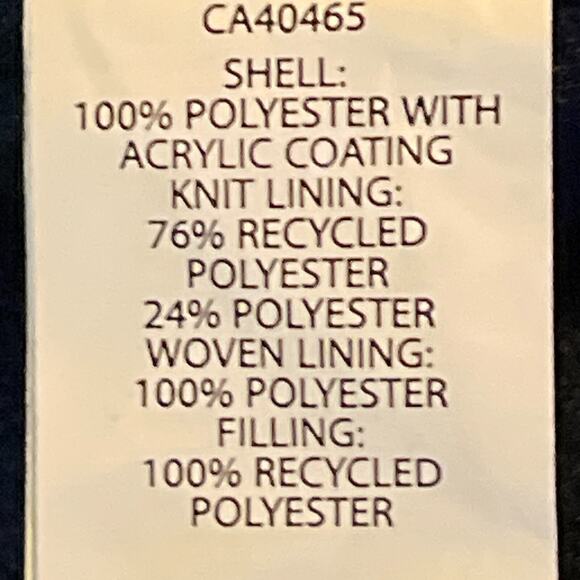 CA40465
SHELL:
100% POLYESTER WITH
ACRYLIC COATING
KNIT LINING:
76% RECYCLED
POLYESTER
24% POLYESTER
WOVEN LINING:
100% POLYESTER
FILLING:
100% RECYCLED
POLYESTER